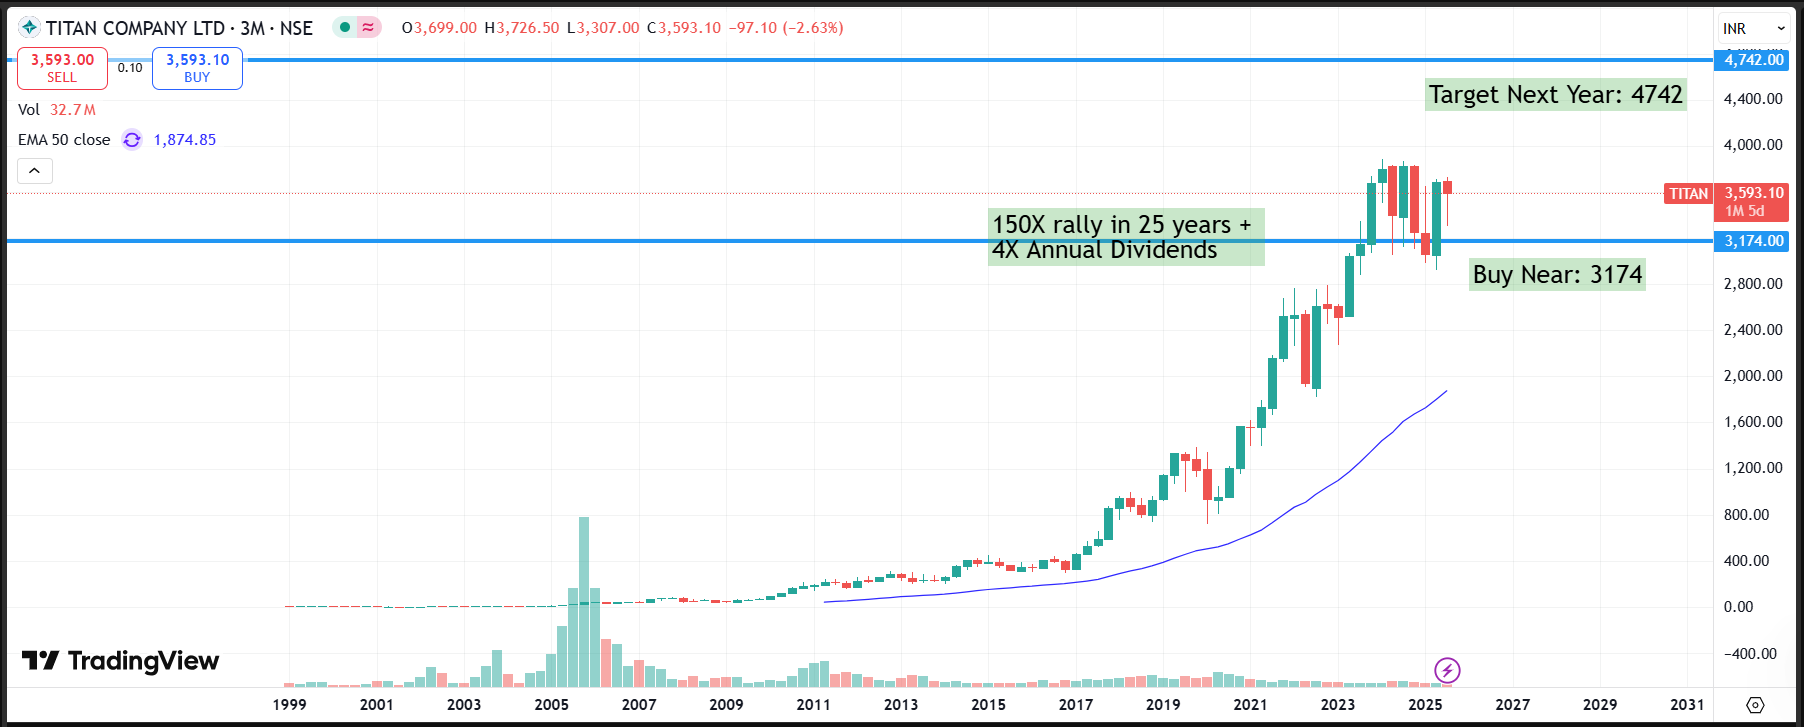 TITAN COMPANY LTD · 3M · NSE
O3,699.00 H3,726.50 L3,307.00 C3,593.10 −97.10 (−2.63%)
INR
3,593.00
SELL
0.10
3,593.10
BUY
Vol 32.7 M
EMA 50 close 1,874.85
4,742.00
Target Next Year: 4742
4,400.00
4,000.00
TITAN 3,593.10
1M 5d
150X rally in 25 years +
4X Annual Dividends
3,174.00
Buy Near: 3174
2,800.00
2,400.00
2,000.00
1,600.00
1,200.00
800.00
400.00
0.00
−400.00
TradingView
1999 2001 2003 2005 2007 2009 2011 2013 2015 2017 2019 2021 2023 2025 2027 2029 2031